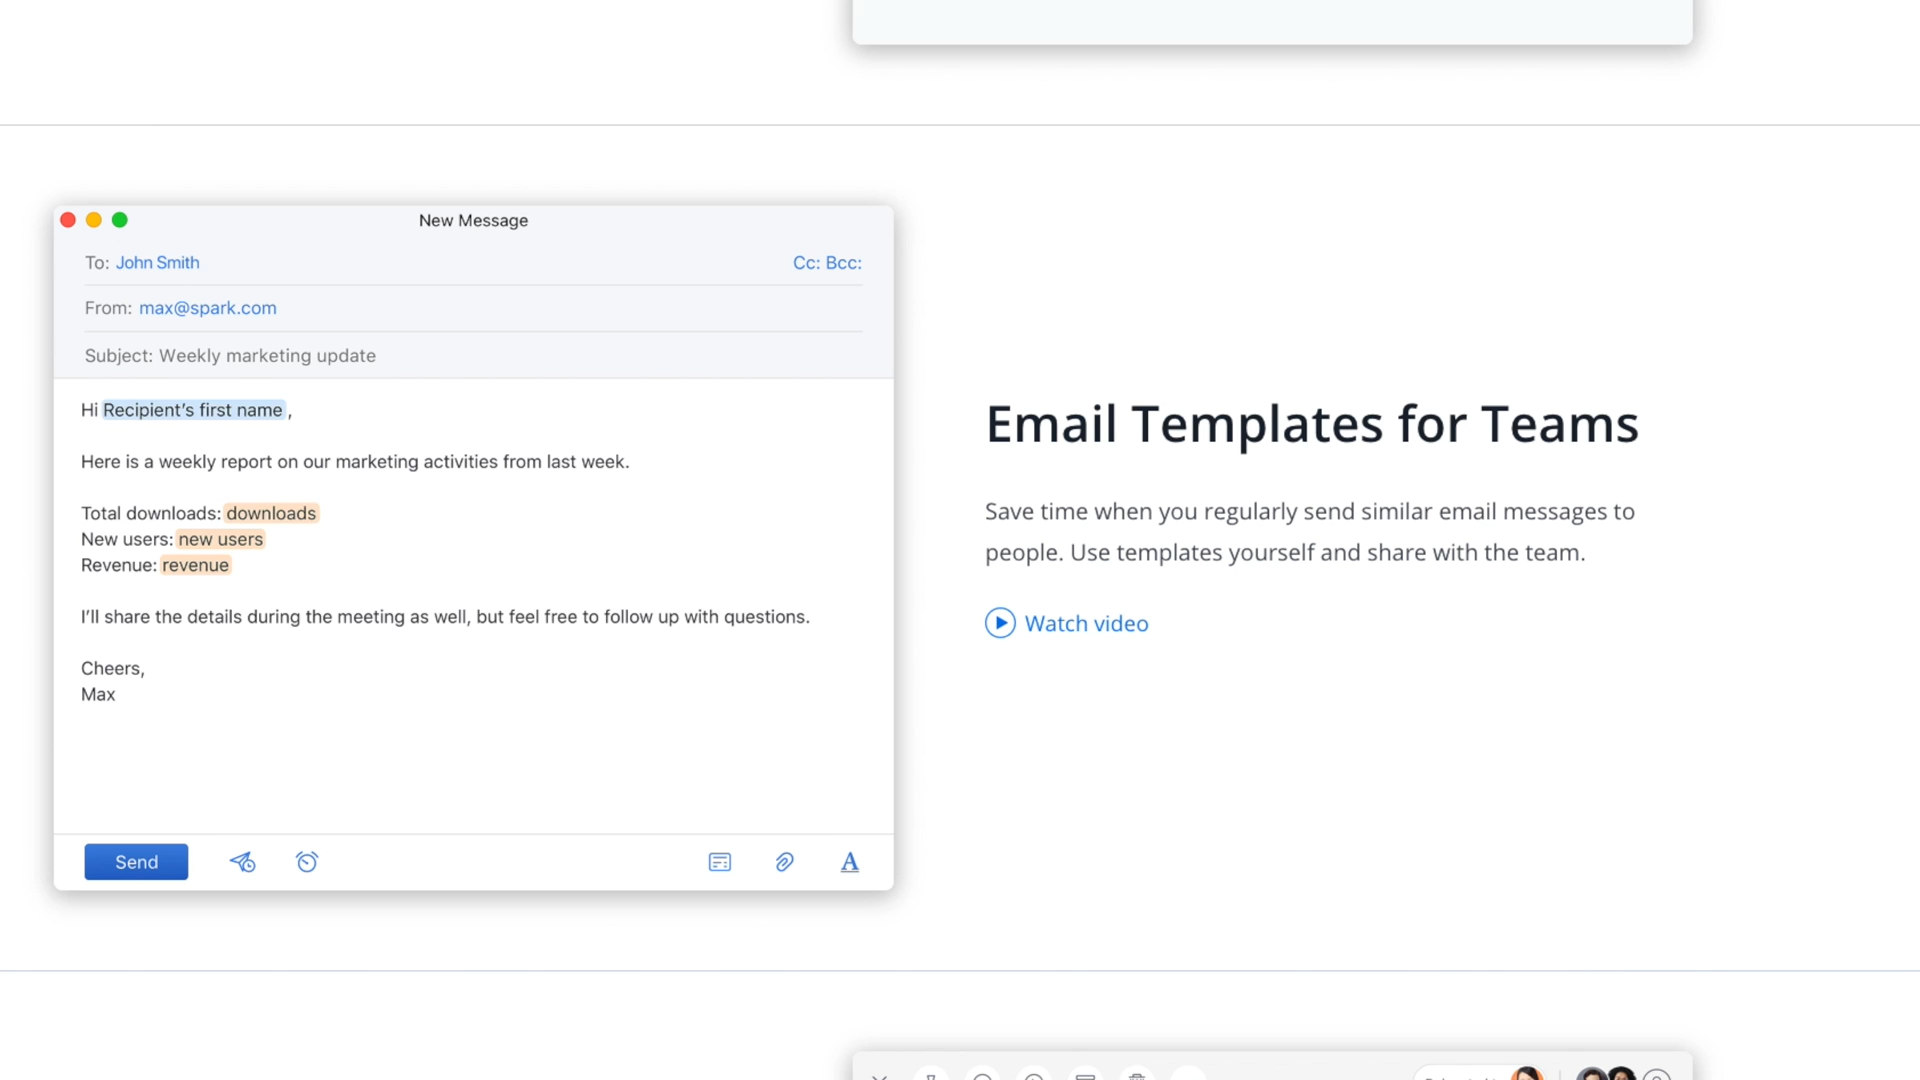 New Message
To: John Smith Cc: Bcc:
From: max@spark.com
Subject: Weekly marketing update
Hi Recipient’s first name ,
Here is a weekly report on our marketing activities from last week.
Total downloads: downloads
New users: new users
Revenue: revenue
I’ll share the details during the meeting as well, but feel free to follow up with questions.
Cheers,
Max
Send
A
Email Templates for Teams
Save time when you regularly send similar email messages to
people. Use templates yourself and share with the team.
Watch video